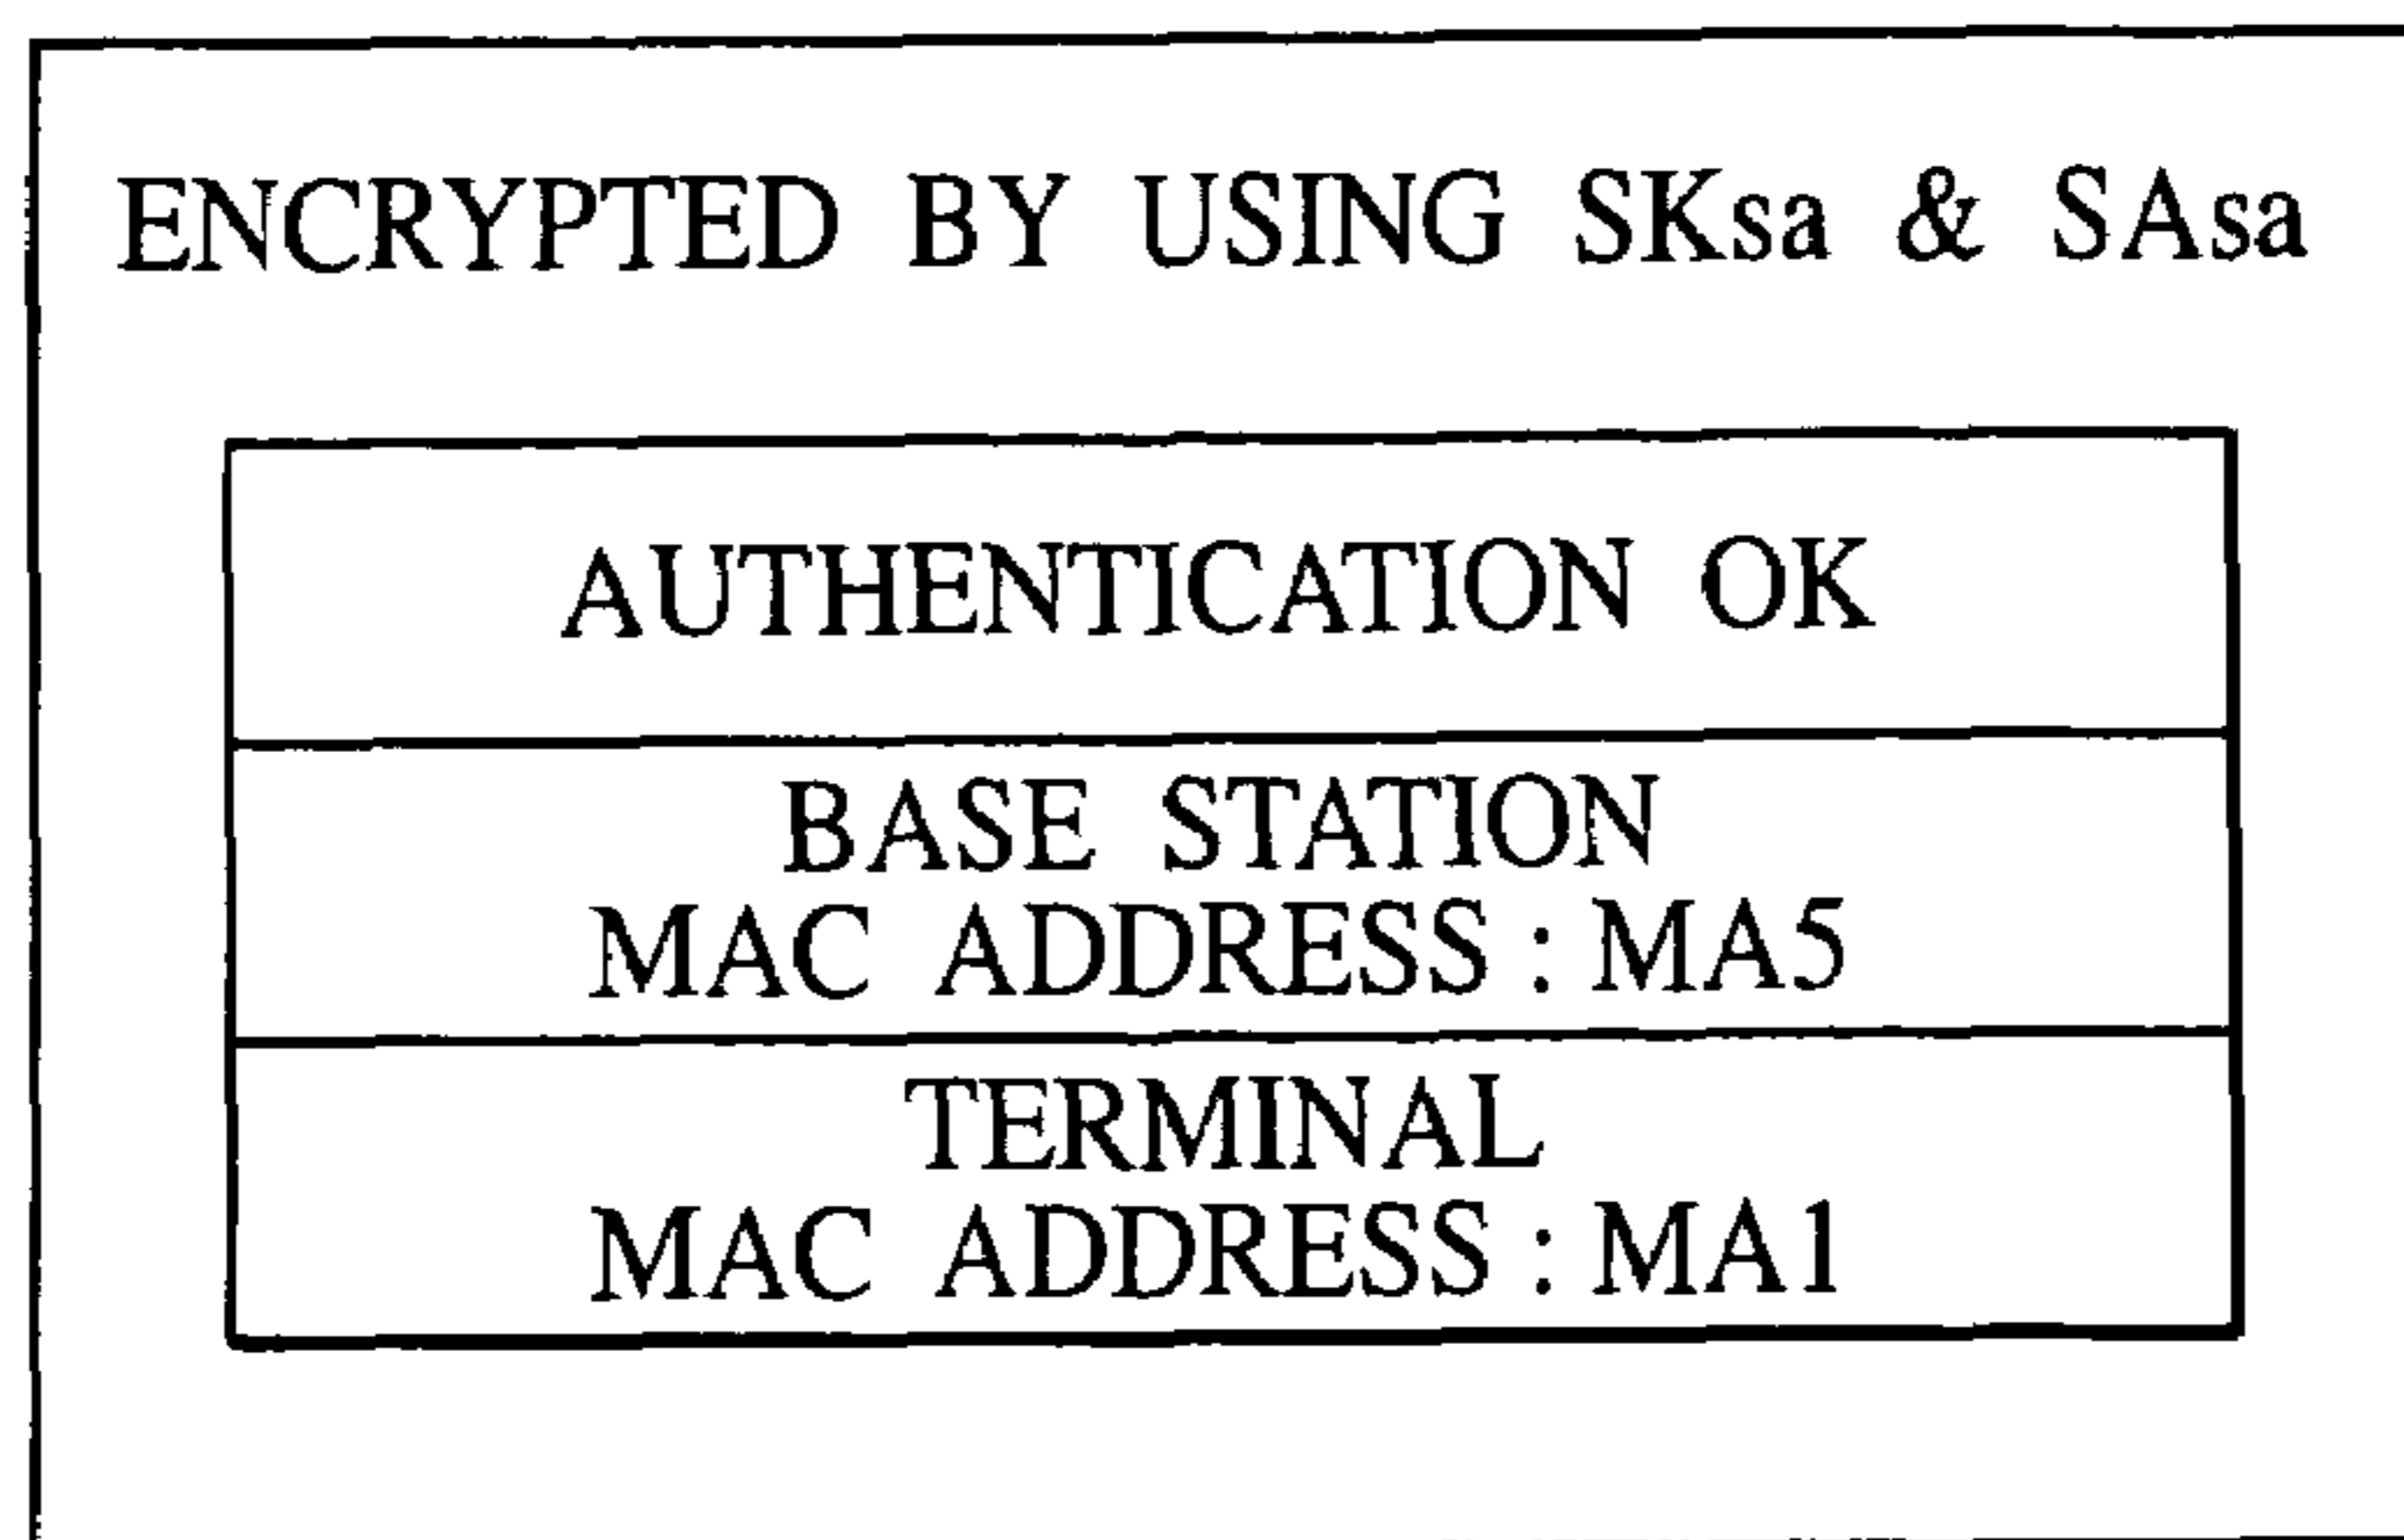 ENCRYPTED BY USING SKsa & SAsa
AUTHENTICATION OK
BASE STATION
MAC ADDRESS : MA5
TERMINAL
MAC ADDRESS : MA1